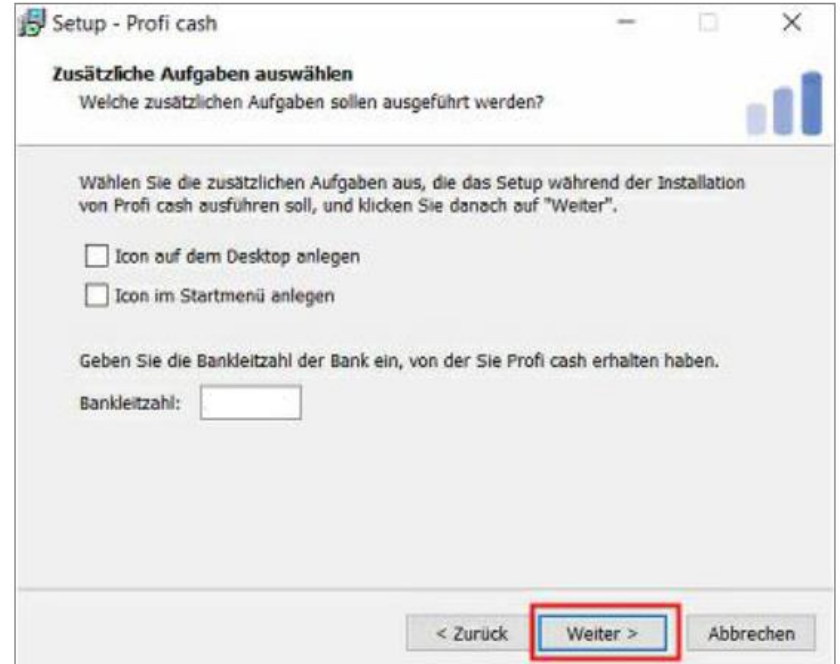 Setup - Profi cash
Zusätzliche Aufgaben auswählen
Welche zusätzlichen Aufgaben sollen ausgeführt werden?
Wählen Sie die zusätzlichen Aufgaben aus, die das Setup während der Installation
von Profi cash ausführen soll, und klicken Sie danach auf "Weiter".
Icon auf dem Desktop anlegen
Icon im Startmenü anlegen
Geben Sie die Bankleitzahl der Bank ein, von der Sie Profi cash erhalten haben.
Bankleitzahl:
< Zurück Weiter > Abbrechen